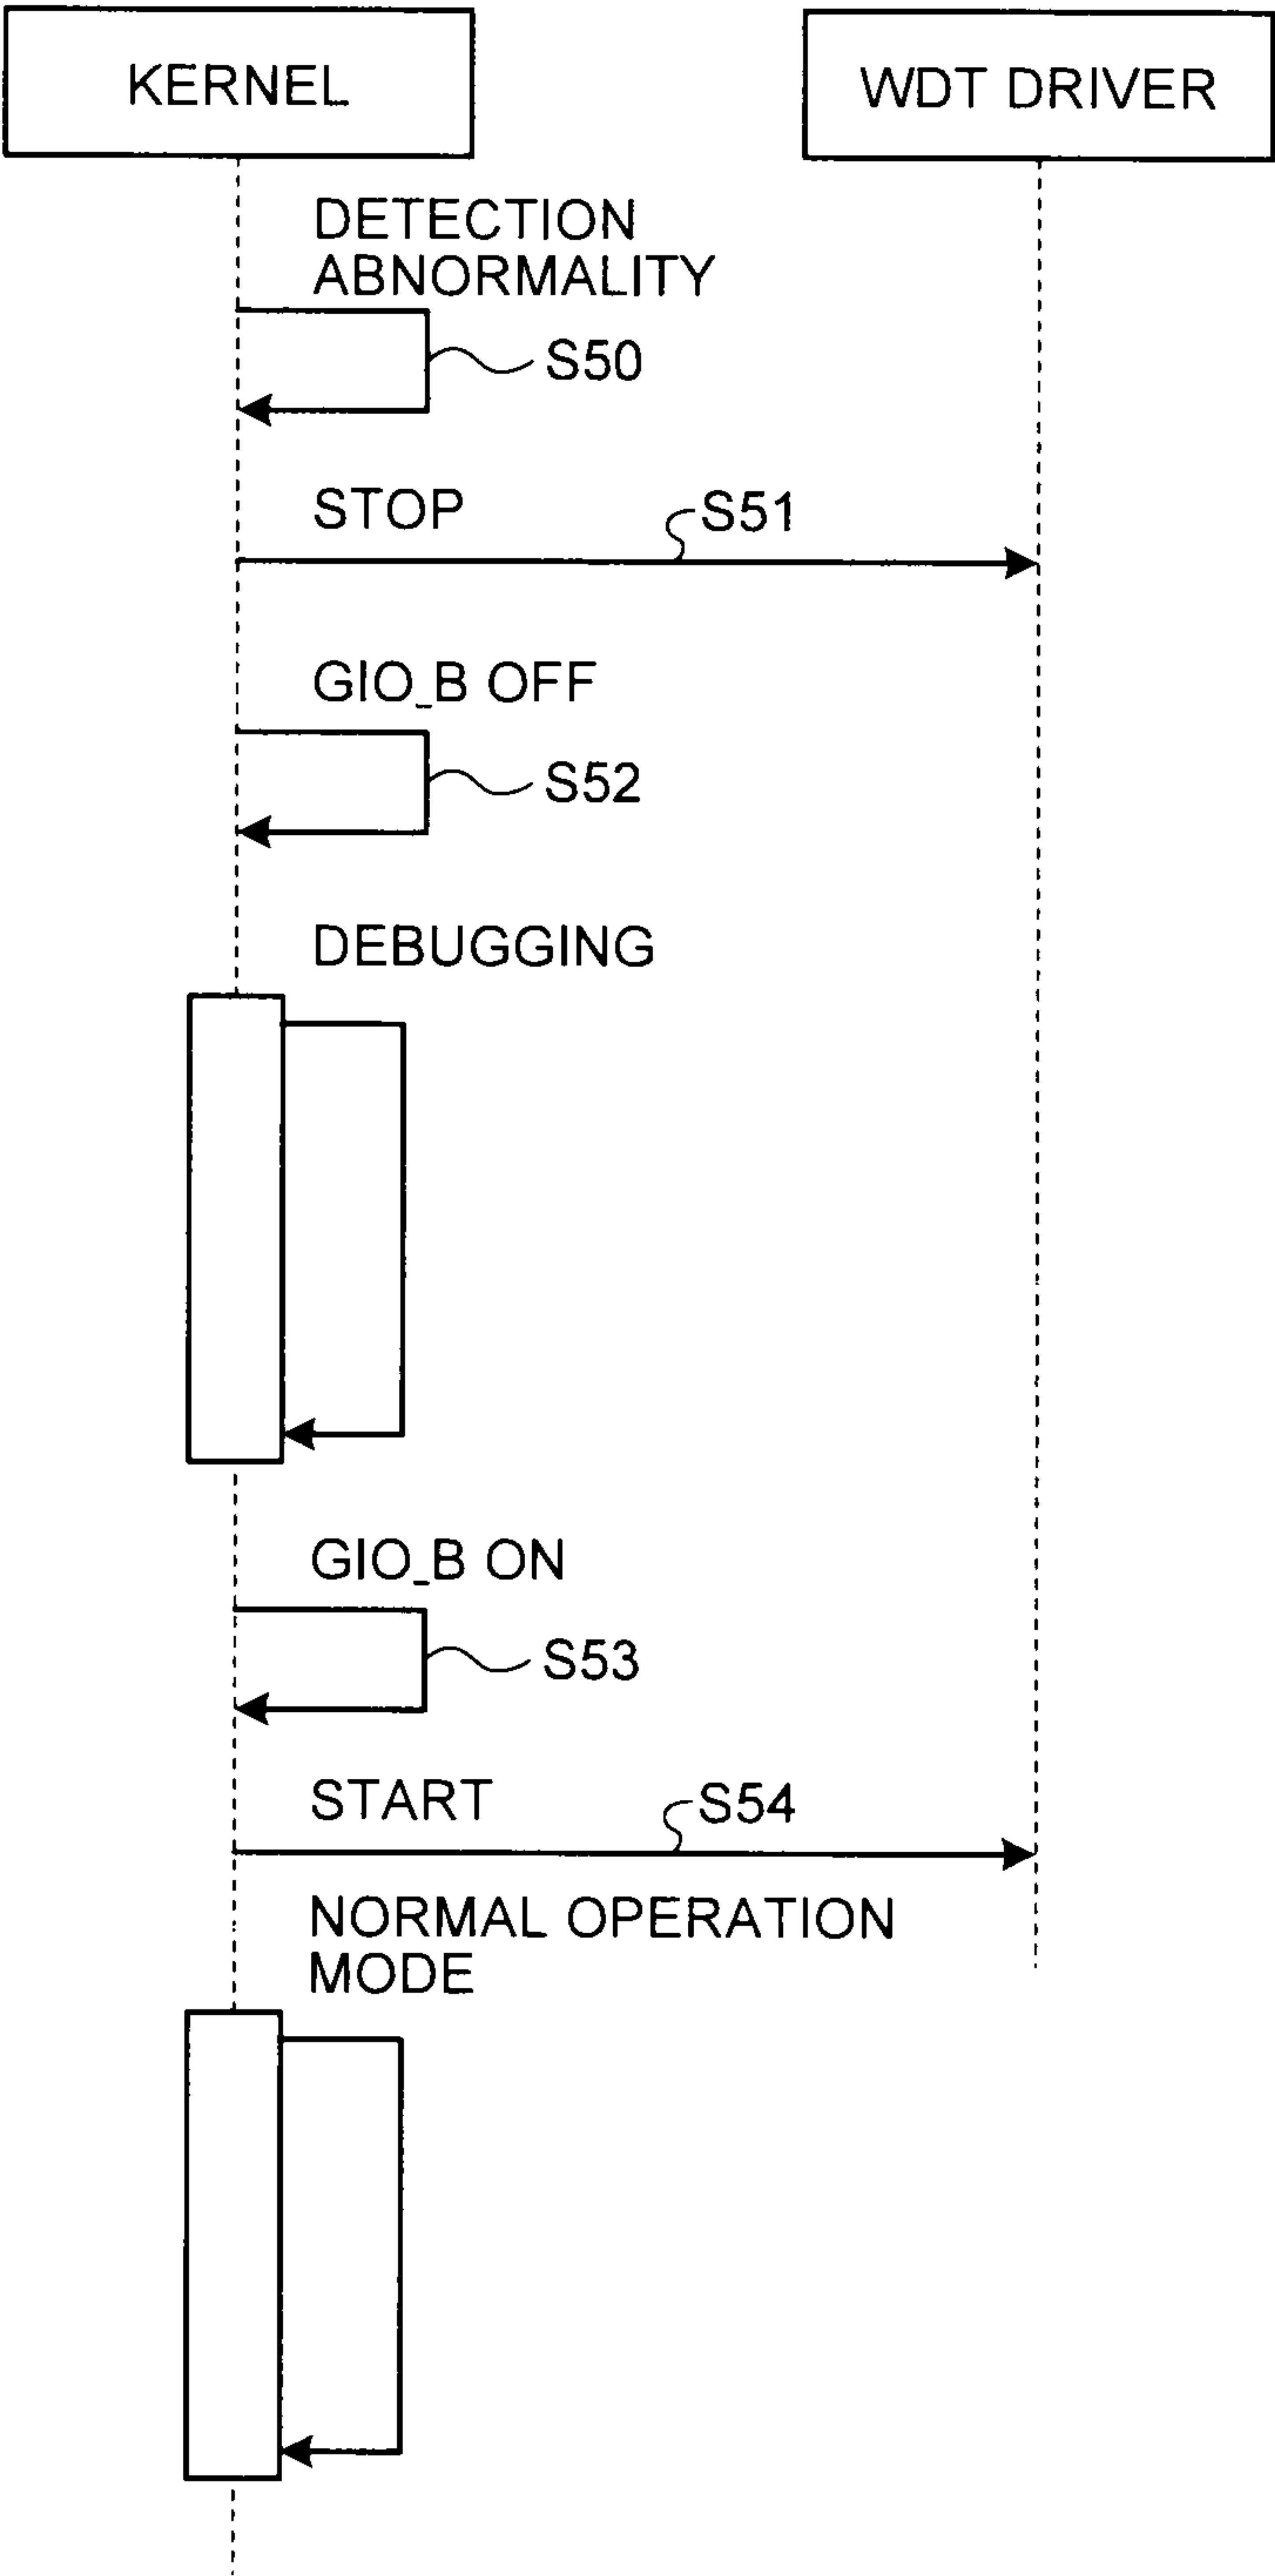 KERNEL
WDT DRIVER
DETECTION
ABNORMALITY
S50
STOP
S51
GIO_B OFF
S52
DEBUGGING
GIO_B ON
S53
START
S54
NORMAL OPERATION
MODE